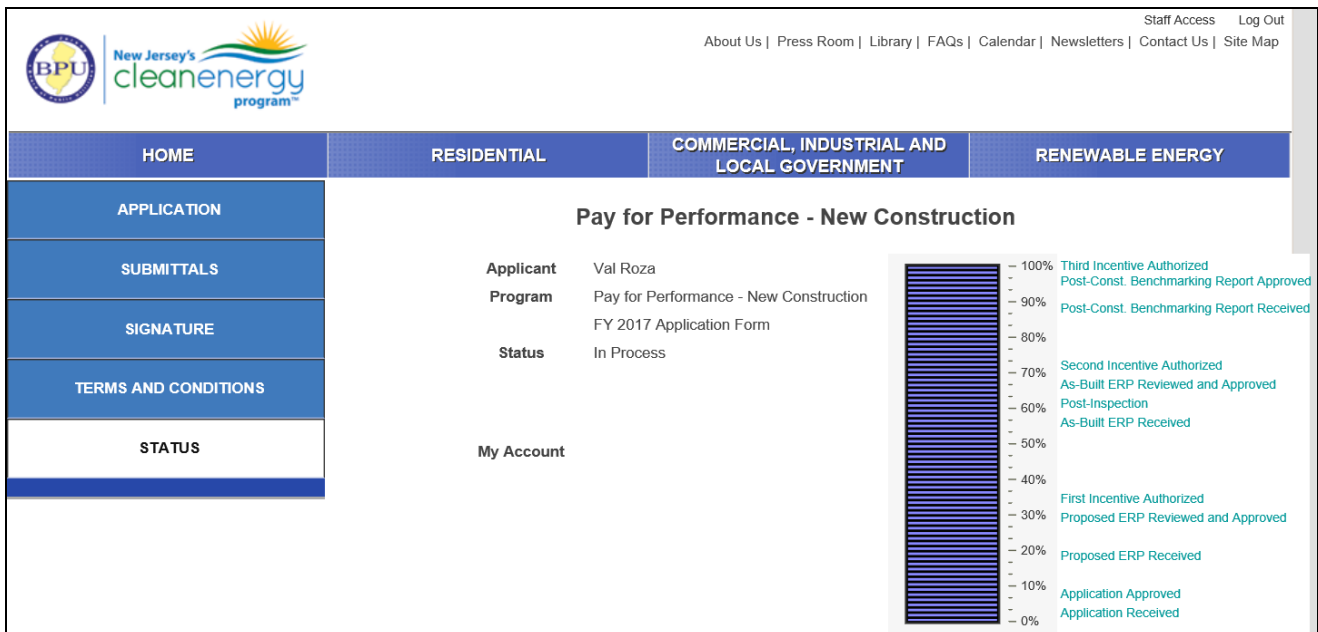 Staff Access Log Out
About Us | Press Room | Library | FAQs | Calendar | Newsletters | Contact Us | Site Map
BPU
New Jersey's
cleanenergy
program™
HOME RESIDENTIAL COMMERCIAL, INDUSTRIAL AND LOCAL GOVERNMENT RENEWABLE ENERGY
APPLICATION
SUBMITTALS
SIGNATURE
TERMS AND CONDITIONS
STATUS
Pay for Performance - New Construction
Applicant Val Roza
Program Pay for Performance - New Construction
FY 2017 Application Form
Status In Process
My Account
100% Third Incentive Authorized
Post-Const. Benchmarking Report Approved
90%
Post-Const. Benchmarking Report Received
80%
Second Incentive Authorized
70%
As-Built ERP Reviewed and Approved
Post-Inspection
60%
As-Built ERP Received
50%
40%
First Incentive Authorized
30% Proposed ERP Reviewed and Approved
20% Proposed ERP Received
10%
Application Approved
Application Received
0%